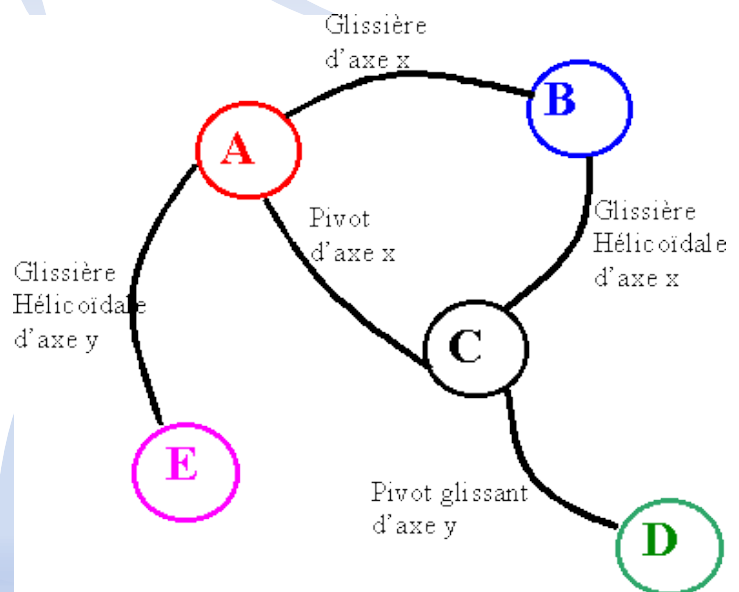 Glissière
d'axe x
B
A
Pivot
d'axe x
Glissière
Hélicoïdale
d'axe x
Glissière
Hélicoïdale
d'axe y
C
E
Pivot glissant
d'axe y
D